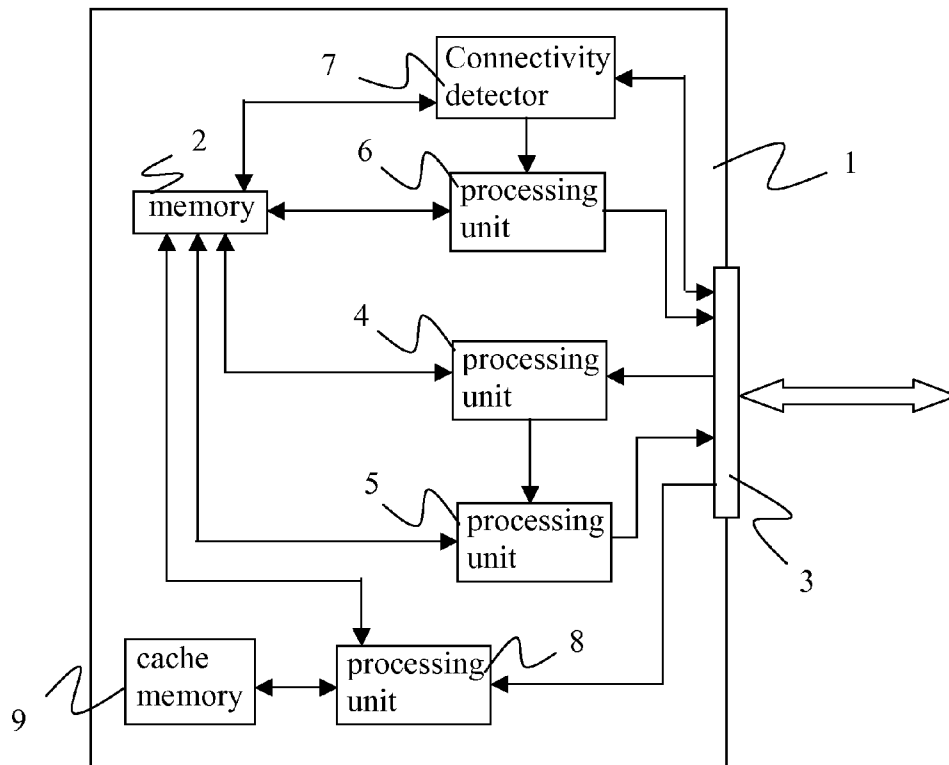 Connectivity
detector
7
2
6
1
memory
processing
unit
4
processing
unit
5
processing
unit
3
8
cache
memory
processing
unit
9